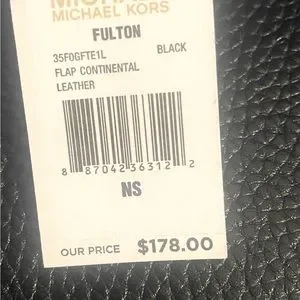 MICHAEL KORS
FULTON
35F0GFTE1L BLACK
FLAP CONTINENTAL
LEATHER
8 87042 36312 2
NS
OUR PRICE $178.00